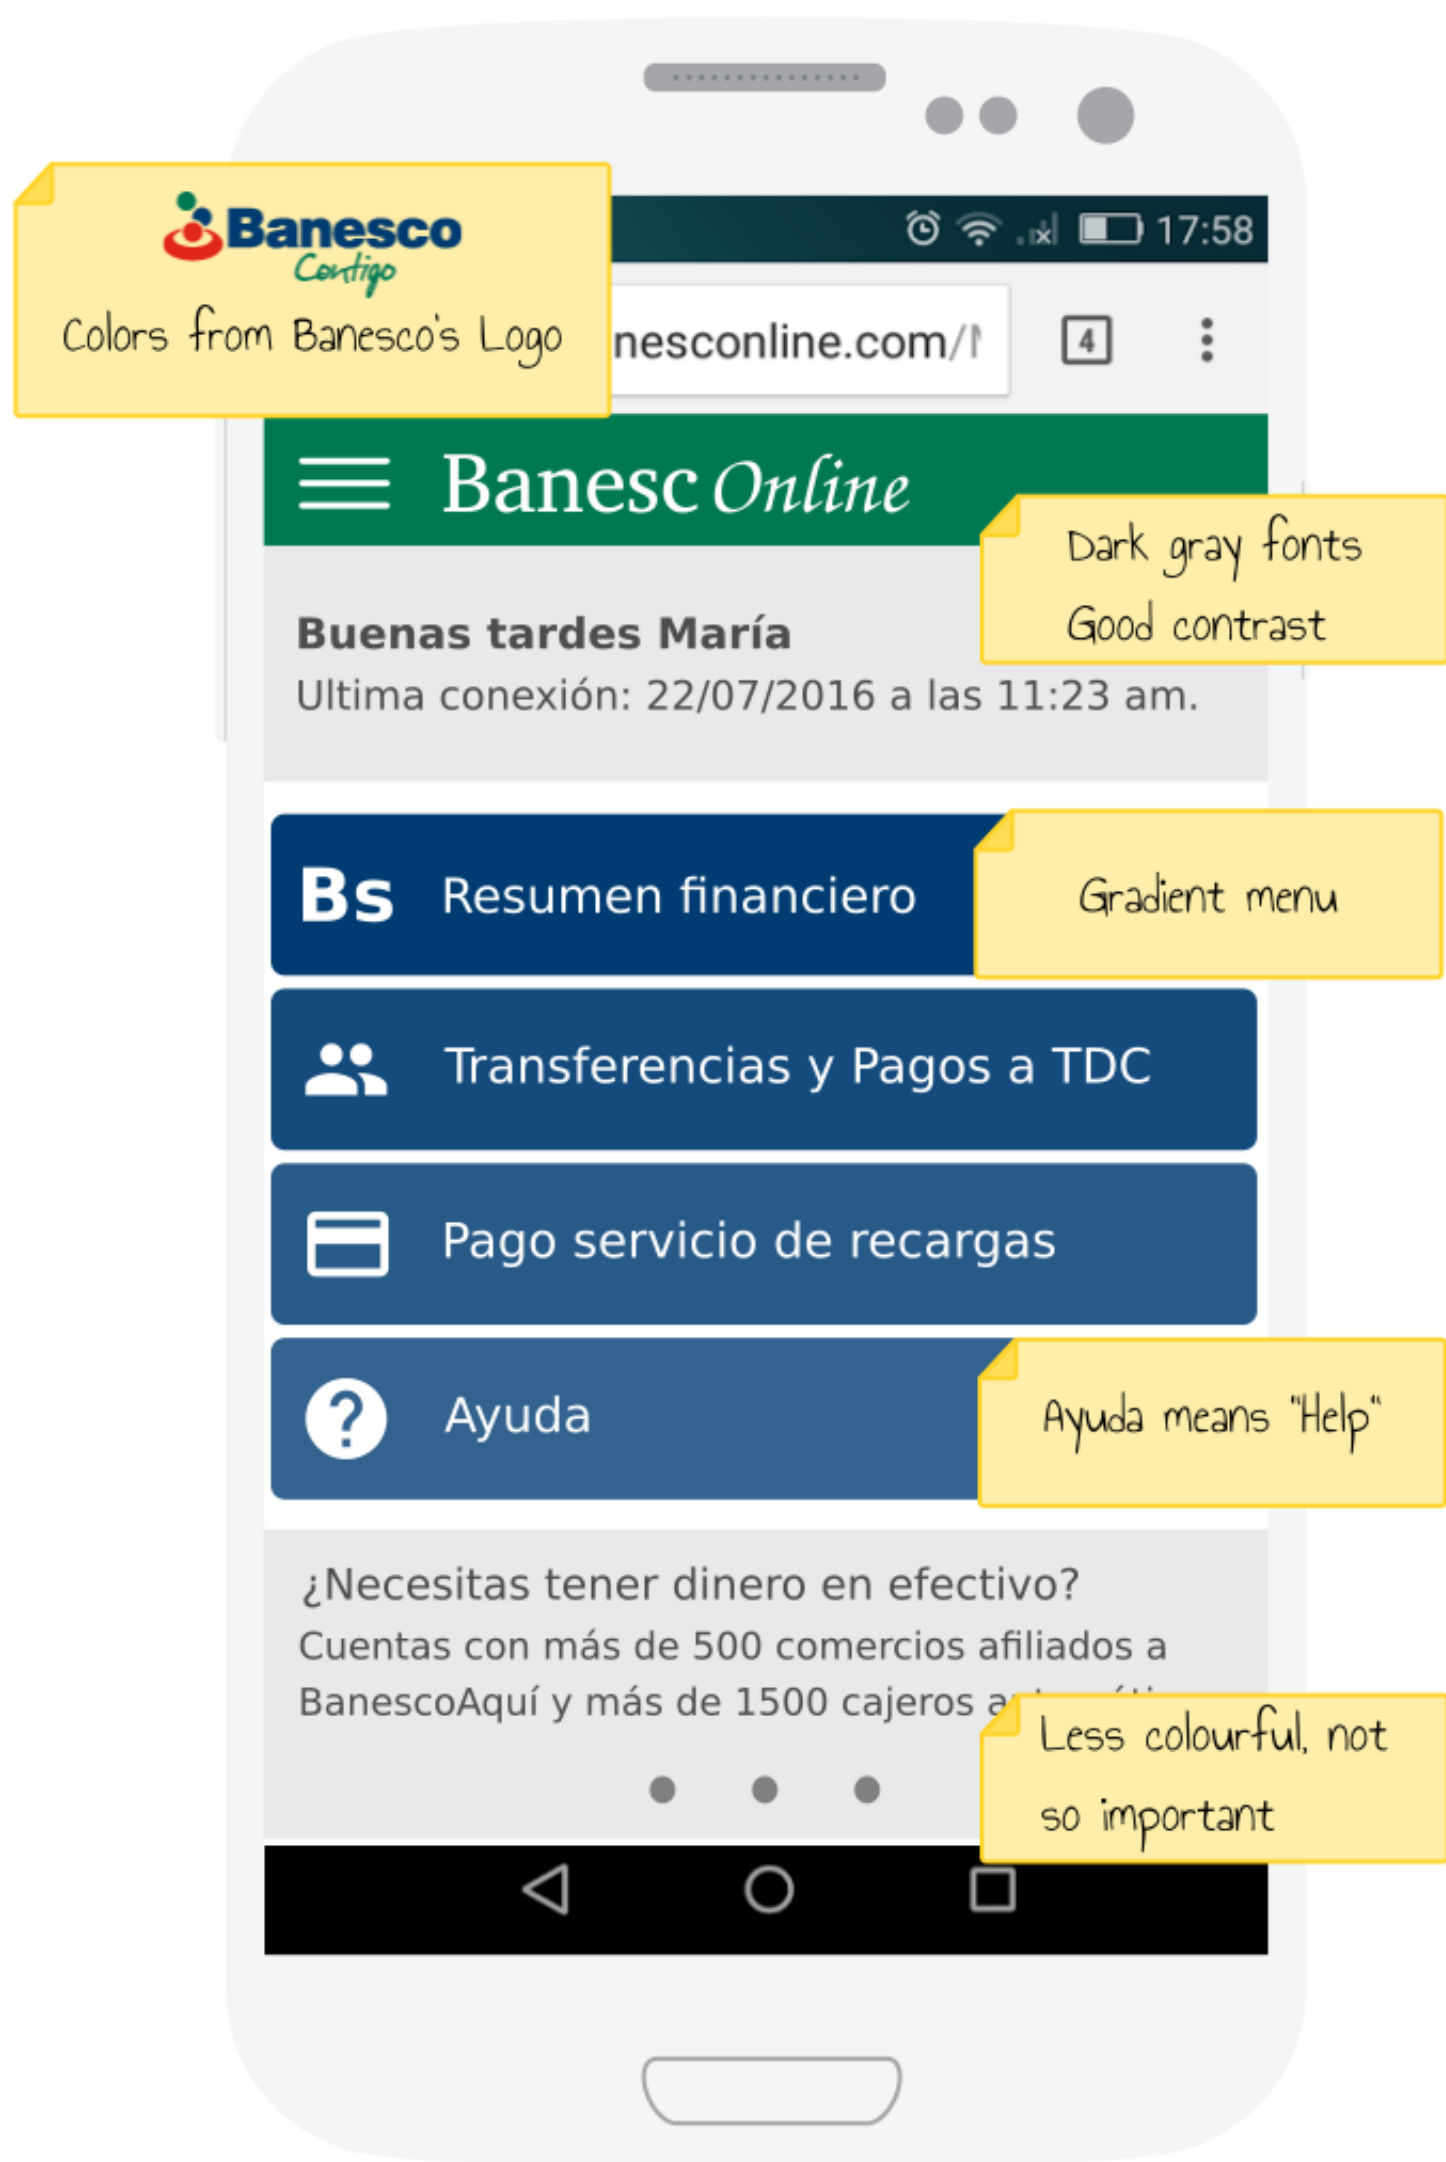 Banesco
Contigo
Colors from Banesco's Logo
17:58
nesconline.com/
4
Banesc Online
Dark gray fonts
Good contrast
Buenas tardes María
Ultima conexión: 22/07/2016 a las 11:23 am.
Bs Resumen financiero
Gradient menu
Transferencias y Pagos a TDC
Pago servicio de recargas
? Ayuda
Ayuda means "Help"
¿Necesitas tener dinero en efectivo?
Cuentas con más de 500 comercios afiliados a
BanescoAquí y más de 1500 cajeros
Less colourful, not
so important